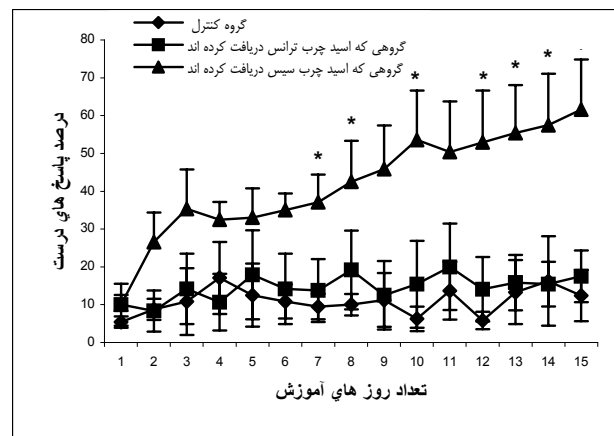 گروه کنترل
گروهی که اسید چرب ترانس دریافت کرده اند
گروهی که اسید چرب سیس دریافت کرده اند
درصد پاسخ های درست
80
70
60
50
40
30
20
10
0
* * * * * *
1 2 3 4 5 6 7 8 9 10 11 12 13 14 15
تعداد روز های آموزش